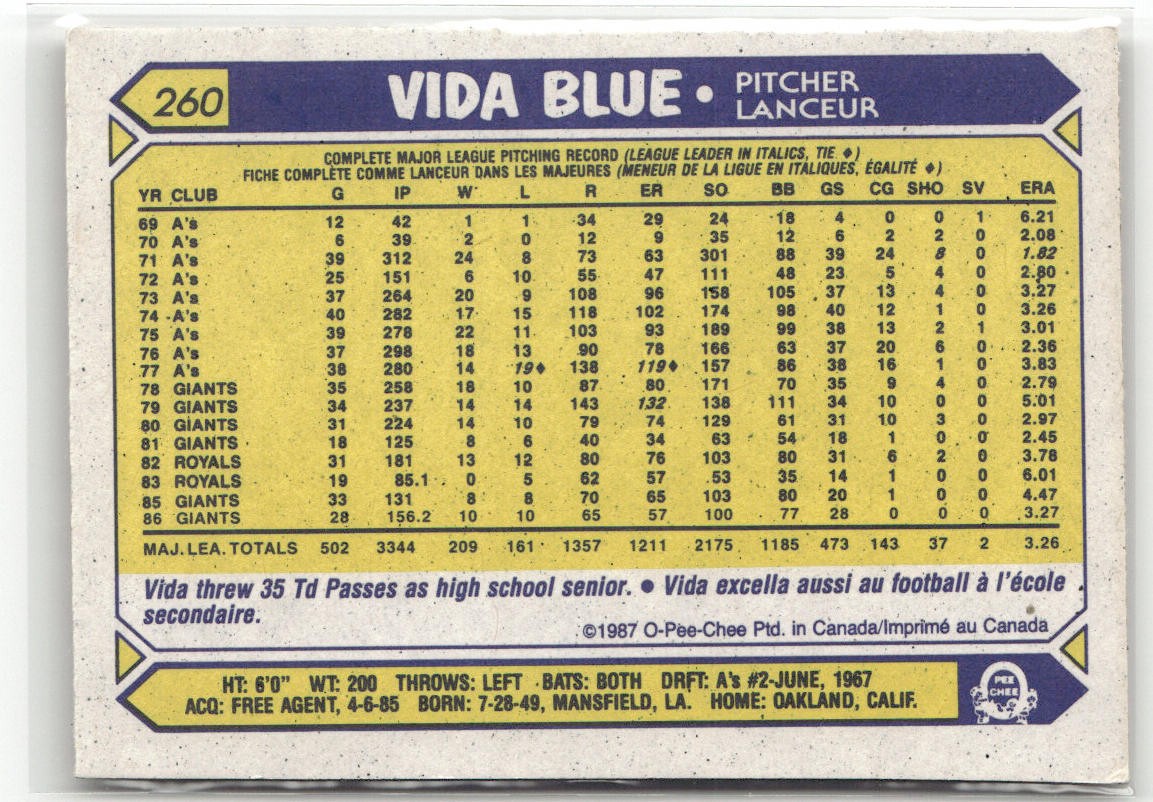 260
VIDA BLUE • PITCHER
LANCEUR
COMPLETE MAJOR LEAGUE PITCHING RECORD (LEAGUE LEADER IN ITALICS, TIE ♦)
FICHE COMPLÈTE COMME LANCEUR DANS LES MAJEURES (MENEUR DE LA LIGUE EN ITALIQUES, ÉGALITÉ ♦)
YR CLUB G IP W L R ER SO BB GS CG SHO SV ERA
69 A's 12 42 1 1 34 29 24 18 4 0 0 1 6.21
70 A's 6 39 2 0 12 9 35 12 6 2 2 0 2.08
71 A's 39 312 24 8 73 63 301 88 39 24 8 0 1.82
72 A's 25 151 6 10 55 47 111 48 23 5 4 0 2.80
73 A's 37 264 20 9 108 96 158 105 37 13 4 0 3.27
74 A's 40 282 17 15 118 102 174 98 40 12 1 0 3.26
75 A's 39 278 22 11 103 93 189 99 38 13 2 1 3.01
76 A's 37 298 18 13 90 78 166 63 37 20 6 0 2.36
77 A's 38 280 14 19♦ 138 119♦ 157 86 38 16 1 0 3.83
78 GIANTS 35 258 18 10 87 80 171 70 35 9 4 0 2.79
79 GIANTS 34 237 14 14 143 132 138 111 34 10 0 0 5.01
80 GIANTS 31 224 14 10 79 74 129 61 31 10 3 0 2.97
81 GIANTS 18 125 8 6 40 34 63 54 18 1 0 0 2.45
82 ROYALS 31 181 13 12 80 76 103 80 31 6 2 0 3.78
83 ROYALS 19 85.1 0 5 62 57 53 35 14 1 0 0 6.01
85 GIANTS 33 131 8 8 70 65 103 80 20 1 0 0 4.47
86 GIANTS 28 156.2 10 10 65 57 100 77 28 0 0 0 3.27
MAJ. LEA. TOTALS 502 3344 209 161 1357 1211 2175 1185 473 143 37 2 3.26
Vida threw 35 Td Passes as high school senior. • Vida excella aussi au football à l'école
secondaire.
©1987 O-Pee-Chee Ptd. in Canada/Imprimé au Canada
HT: 6'0" WT: 200 THROWS: LEFT BATS: BOTH DRFT: A's #2-JUNE, 1967
ACQ: FREE AGENT, 4-6-85 BORN: 7-28-49, MANSFIELD, LA. HOME: OAKLAND, CALIF.
O
PEE
CHEE